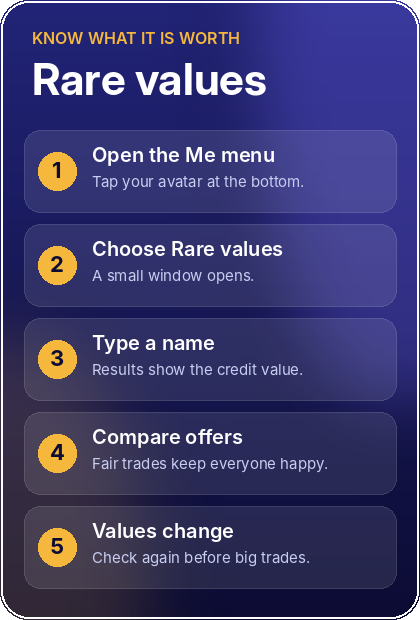 KNOW WHAT IT IS WORTH
Rare values
1
Open the Me menu
Tap your avatar at the bottom.
2
Choose Rare values
A small window opens.
3
Type a name
Results show the credit value.
4
Compare offers
Fair trades keep everyone happy.
5
Values change
Check again before big trades.